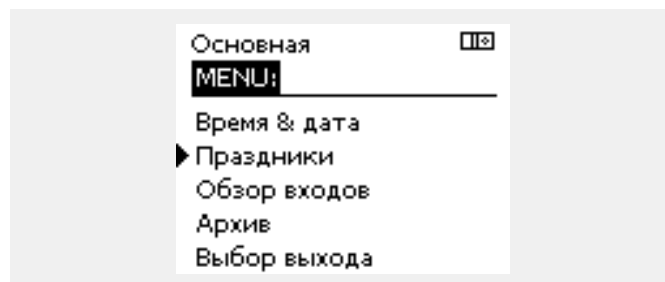 Основная
MENU:
Время & дата
Праздники
Обзор входов
Архив
Выбор выхода